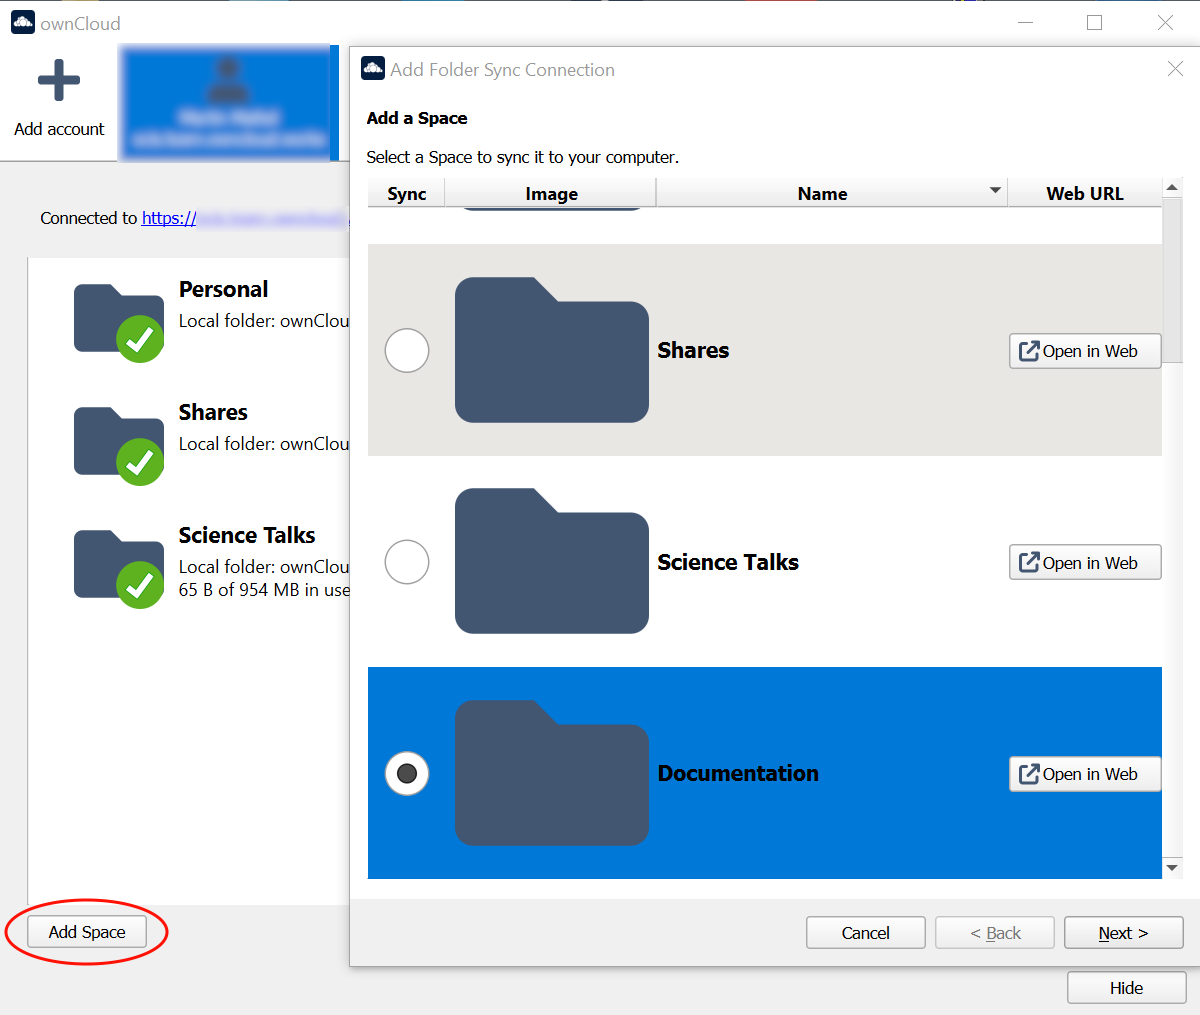 ownCloud
Add account
Connected to https://
Personal
Local folder: ownClou
Shares
Local folder: ownClou
Science Talks
Local folder: ownClou
65 B of 954 MB in use
Add Space
Add Folder Sync Connection
Add a Space
Select a Space to sync it to your computer.
Sync Image Name Web URL
Shares Open in Web
Science Talks Open in Web
Documentation Open in Web
Cancel < Back Next >
Hide